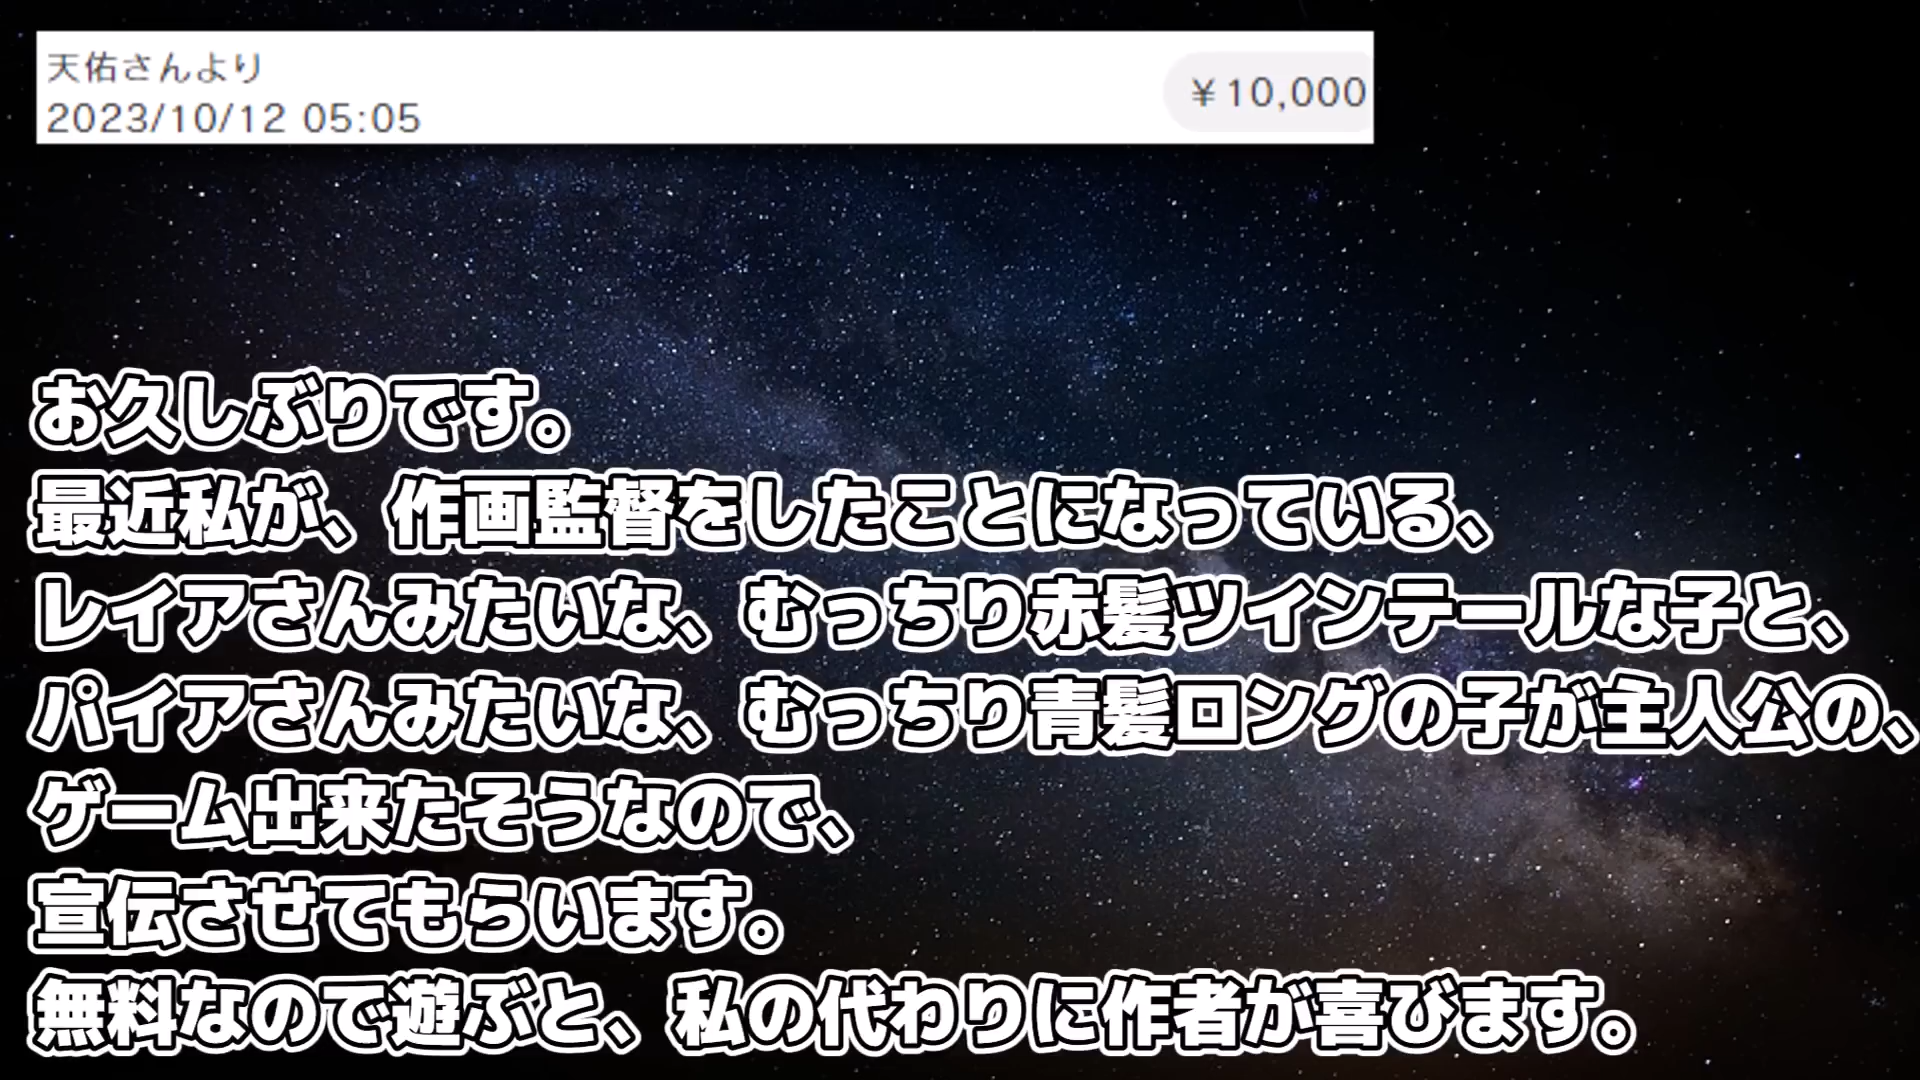 天佑さんより
2023/10/12 05:05
￥10,000
お久しぶりです。
最近私が、作画監督をしたことになっている、
レイアさんみたいな、むっちり赤髪ツインテールな子と、
パイアさんみたいな、むっちり青髪ロングの子が主人公の、
ゲーム出来たそうなので、
宣伝させてもらいます。
無料なので遊ぶと、私の代わりに作者が喜びます。